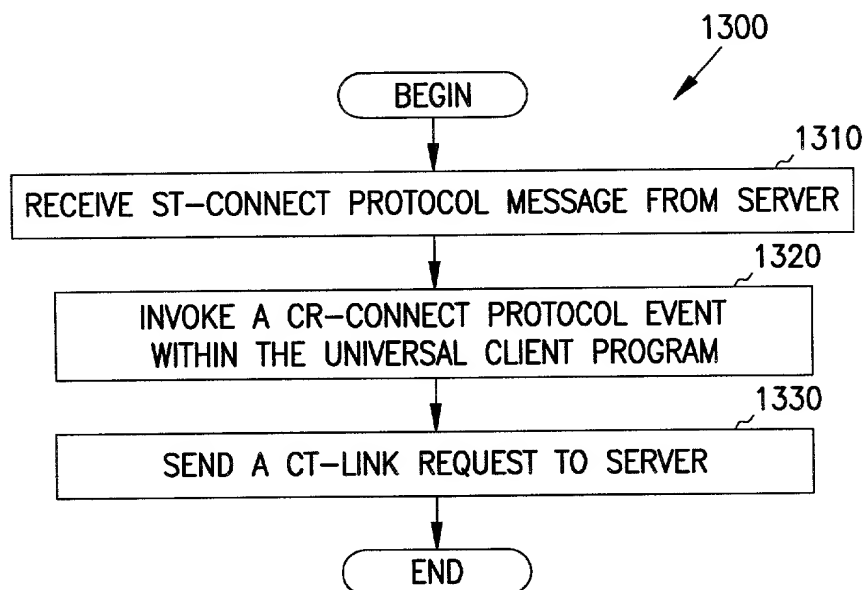 1300
BEGIN
1310
RECEIVE ST-CONNECT PROTOCOL MESSAGE FROM SERVER
1320
INVOKE A CR-CONNECT PROTOCOL EVENT
WITHIN THE UNIVERSAL CLIENT PROGRAM
1330
SEND A CT-LINK REQUEST TO SERVER
END